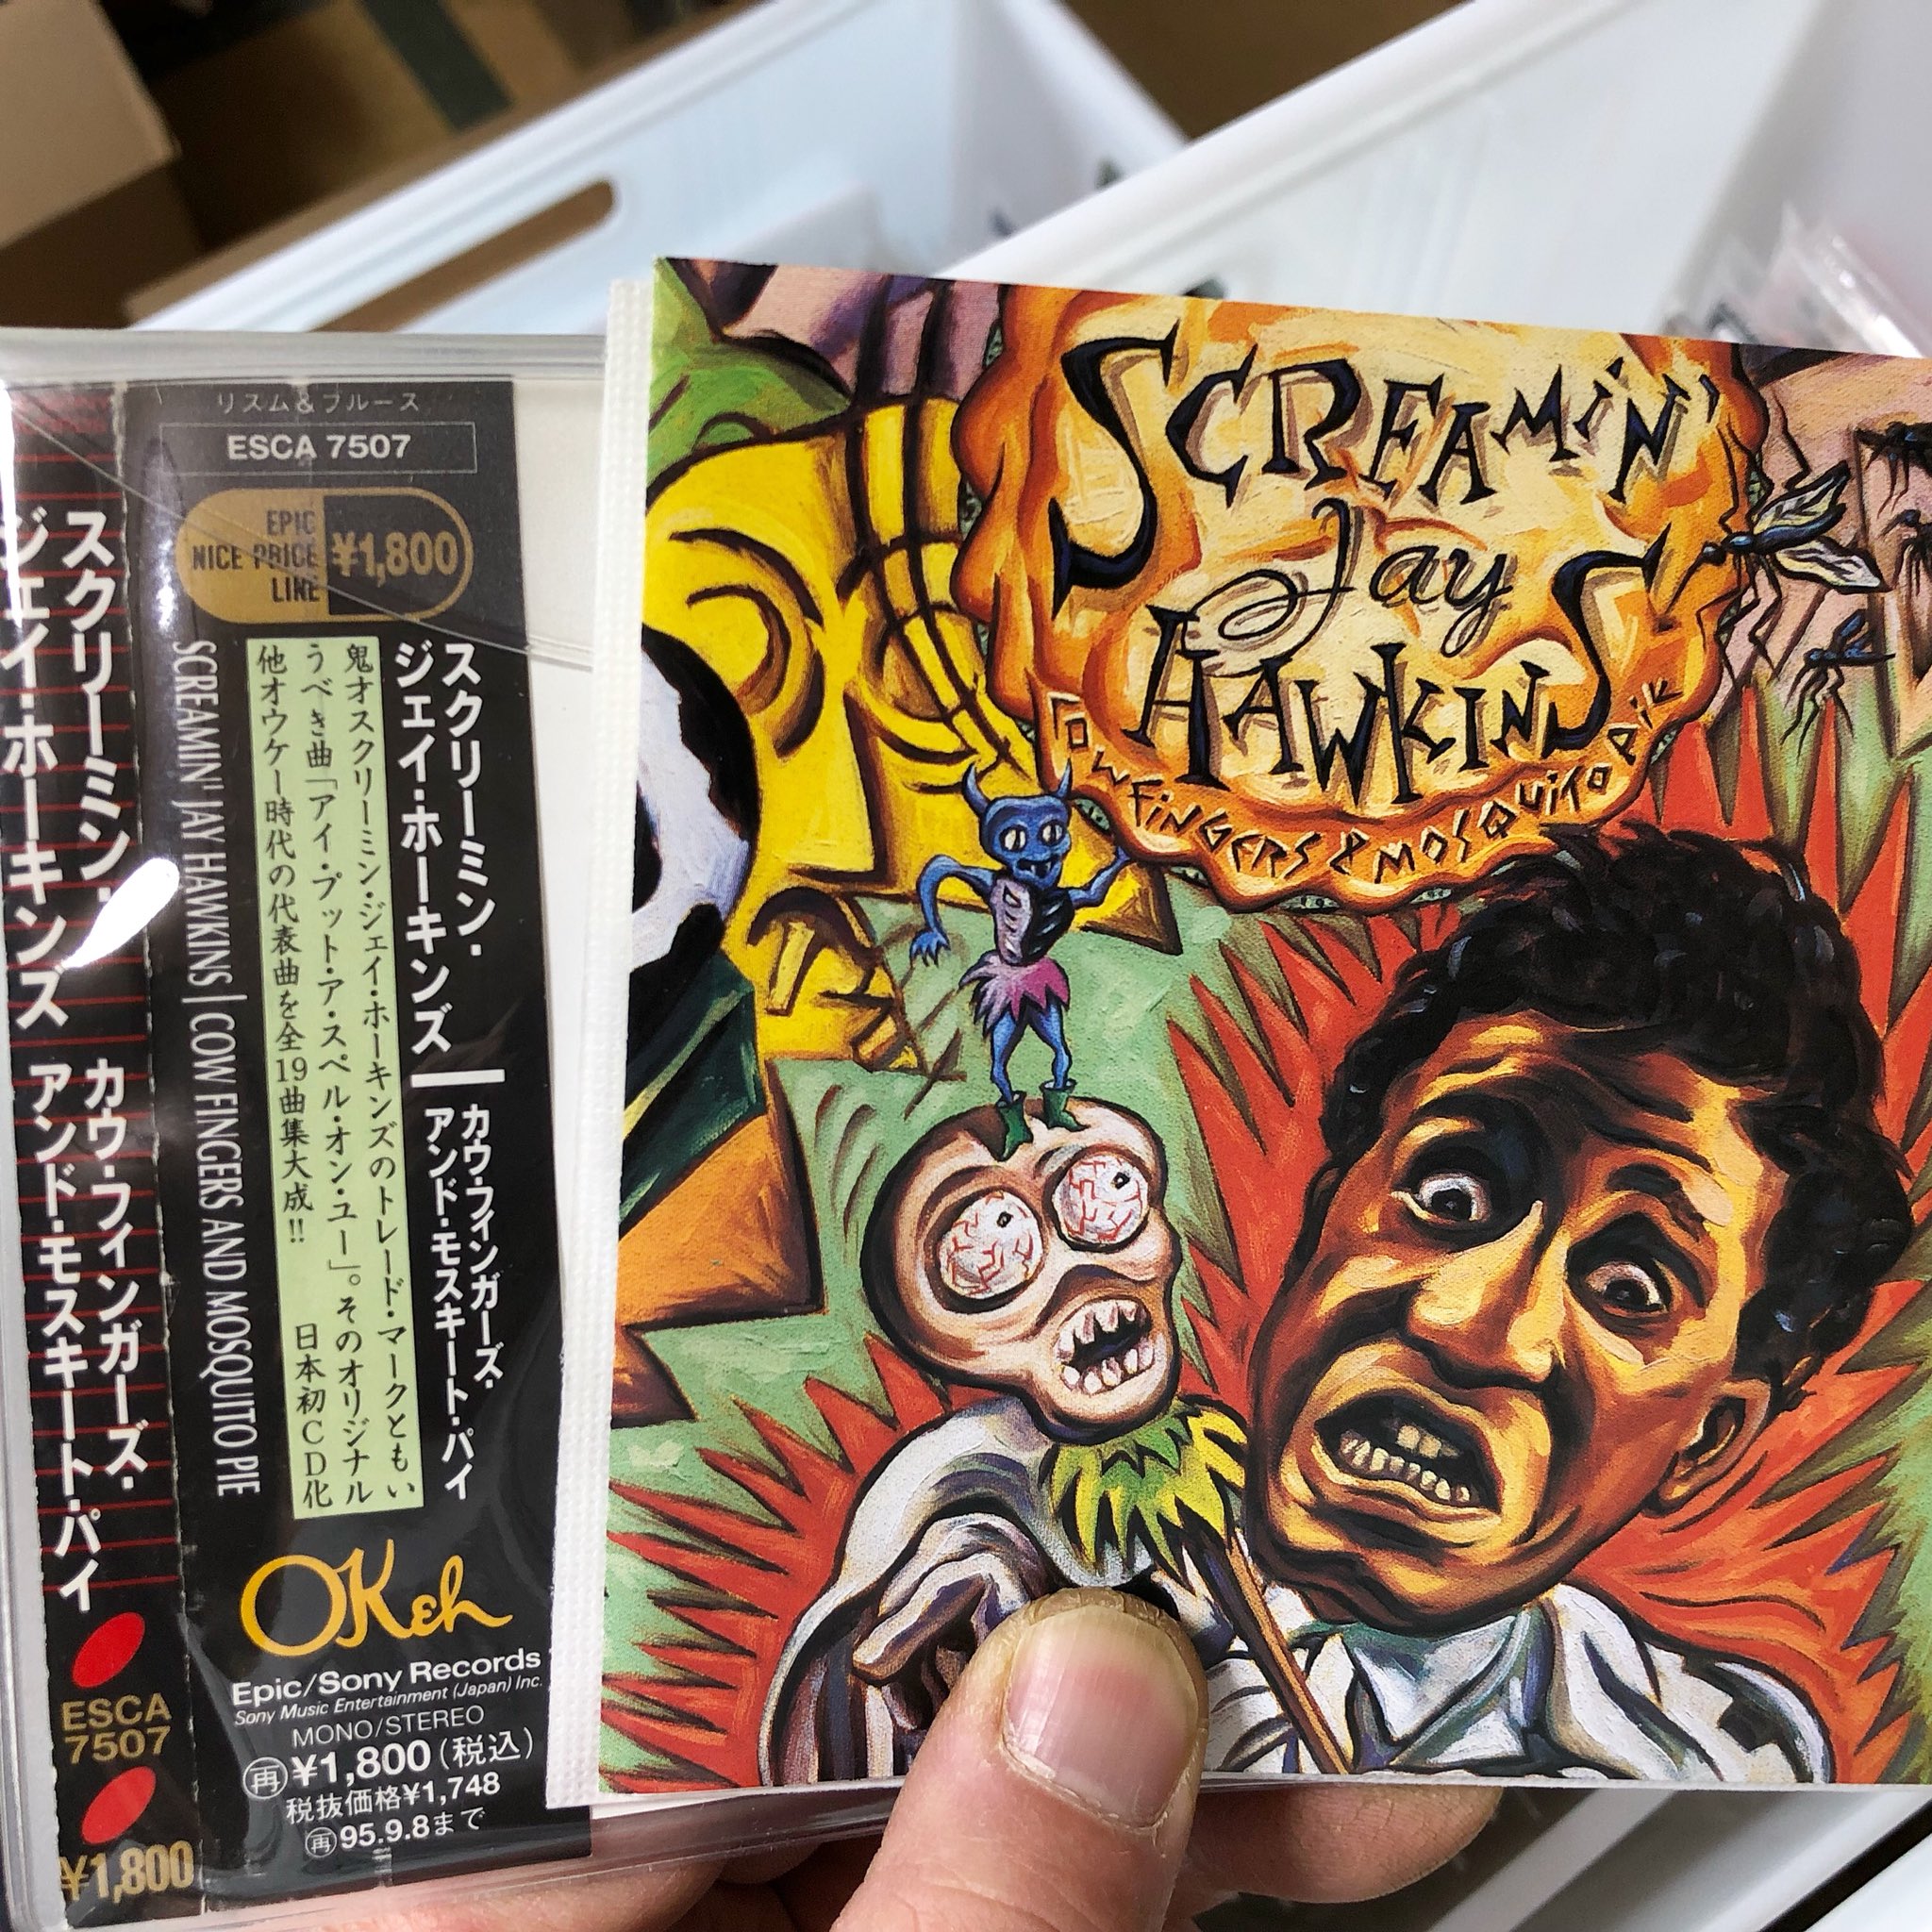 スクリーミン・
ジェイ・ホーキンズ
カウ・フィンガーズ・
アンド・モスキート・パイ
ESCA
7507
¥1,800
リズム&ブルース
ESCA 7507
EPIC
NICE PRICE
LINE
¥1,800
スクリーミン・
ジェイ・ホーキンズ
カウ・フィンガーズ・
アンド・モスキート・パイ
鬼才スクリーミン・ジェイ・ホーキンズのトレード・マークともい
うべき曲「アイ・プット・ア・スペル・オン・ユー」。そのオリジナル
他オウケー時代の代表曲を全19曲集大成!! 日本初CD化
SCREAMIN' JAY HAWKINS | COW FINGERS AND MOSQUITO PIE
OKeh
Epic/Sony Records
Sony Music Entertainment (Japan) Inc.
MONO/STEREO
再¥1,800(税込)
税抜価格¥1,748
再95.9.8まで
SCREAMIN'
Jay
HAWKINS
COW FINGERS & MOSQUITO PIE